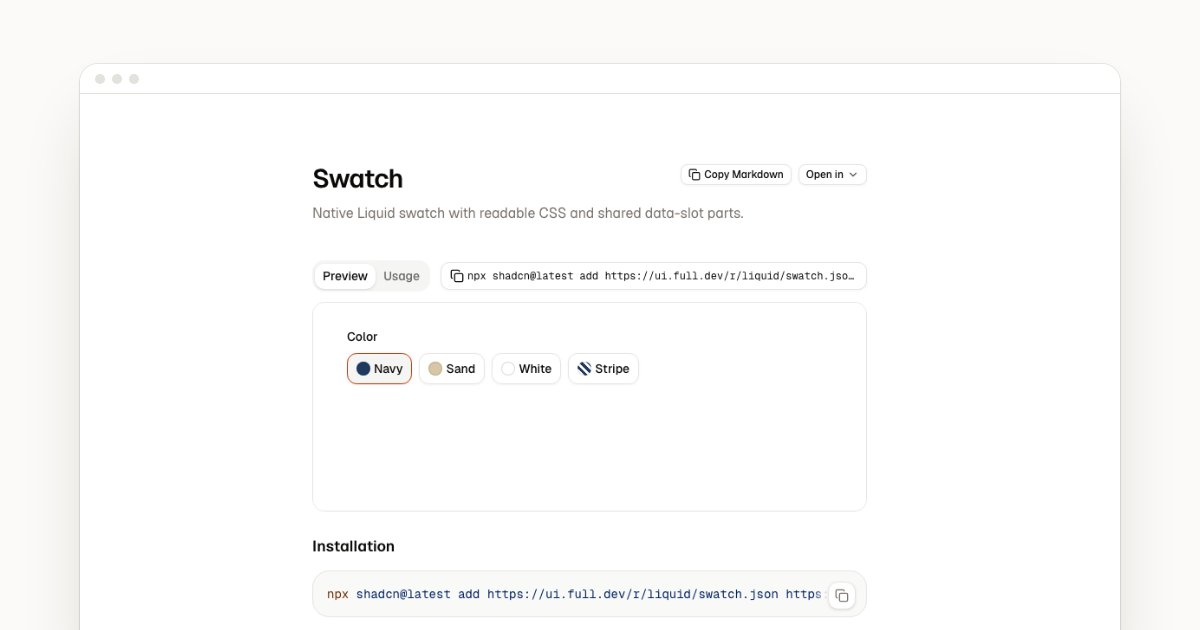 Swatch
Copy Markdown
Open in
Native Liquid swatch with readable CSS and shared data-slot parts.
Preview
Usage
npx shadcn@latest add https://ui.full.dev/r/liquid/swatch.jso…
Color
Navy
Sand
White
Stripe
Installation
npx shadcn@latest add https://ui.full.dev/r/liquid/swatch.json https: